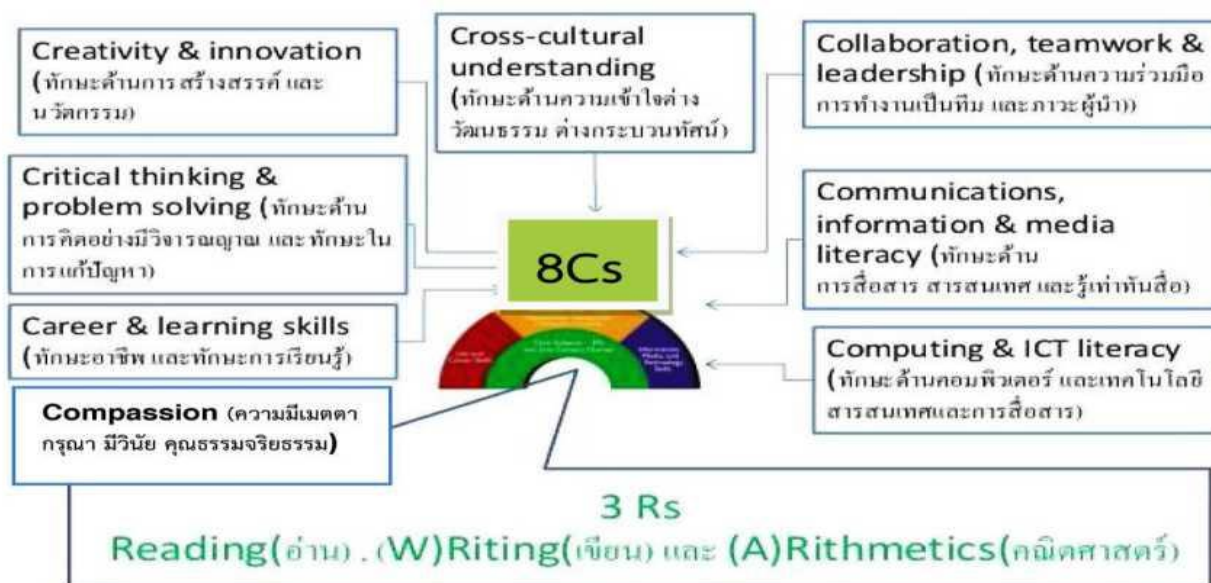 Creativity & innovation
(ทักษะด้านการสร้างสรรค์ และ
นวัตกรรม)
Cross-cultural
understanding
(ทักษะด้านความเข้าใจต่าง
วัฒนธรรม ต่างกระบวนทัศน์)
Collaboration, teamwork &
leadership (ทักษะด้านความร่วมมือ
การทำงานเป็นทีม และภาวะผู้นำ))
Critical thinking &
problem solving (ทักษะด้าน
การคิดอย่างมีวิจารณญาณ และทักษะใน
การแก้ปัญหา)
Communications,
information & media
literacy (ทักษะด้าน
การสื่อสาร สารสนเทศ และรู้เท่าทันสื่อ)
8Cs
Career & learning skills
(ทักษะอาชีพ และทักษะการเรียนรู้)
Computing & ICT literacy
(ทักษะด้านคอมพิวเตอร์ และเทคโนโลยี
สารสนเทศและการสื่อสาร)
Compassion (ความมีเมตตา
กรุณา มีวินัย คุณธรรมจริยธรรม)
3 Rs
Reading(อ่าน) . (W)Riting(เขียน) และ (A)Rithmetics(คณิตศาสตร์)